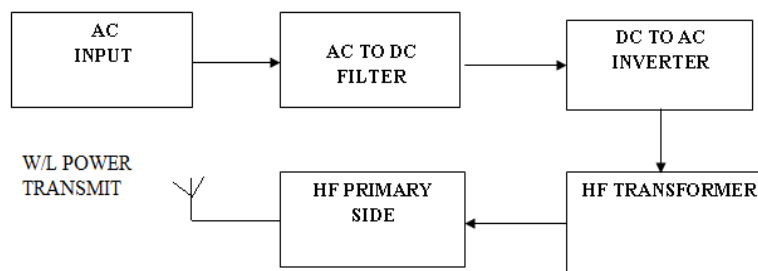 AC
INPUT
AC TO DC
FILTER
DC TO AC
INVERTER
W/L POWER
TRANSMIT
HF PRIMARY
SIDE
HF TRANSFORMER